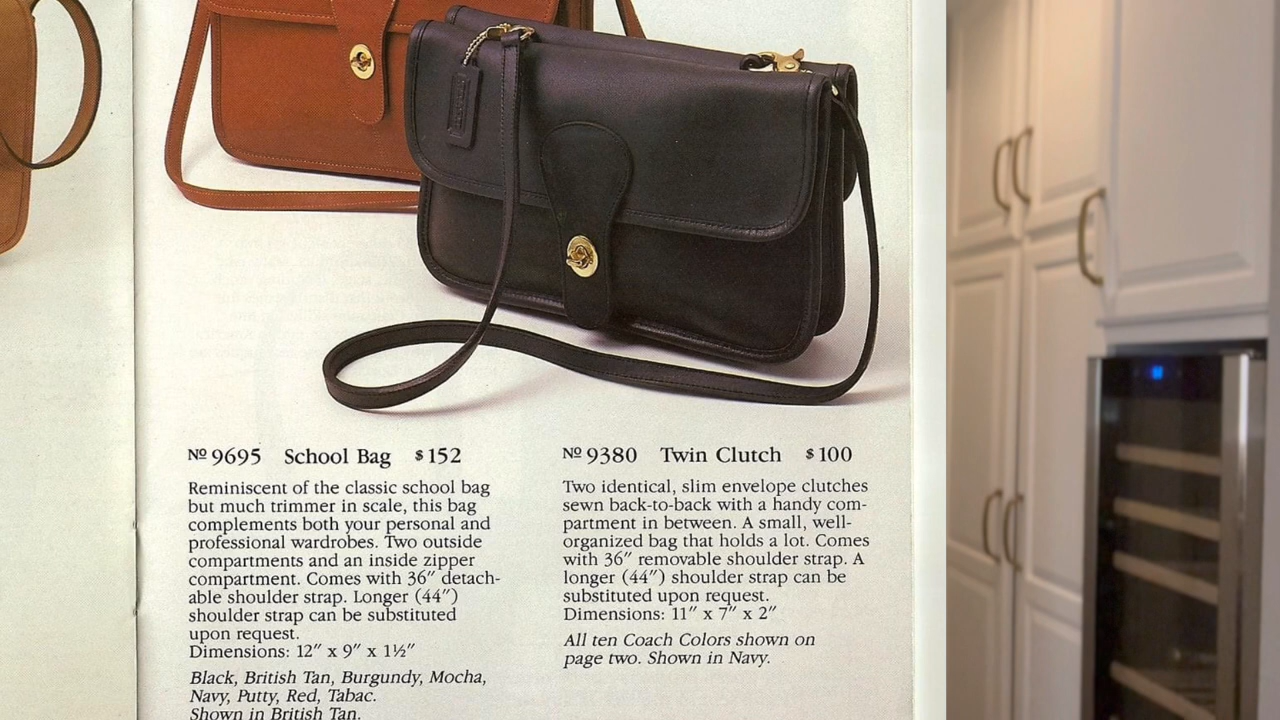 Nº 9695 School Bag $152
Reminiscent of the classic school bag
but much trimmer in scale, this bag
complements both your personal and
professional wardrobes. Two outside
compartments and an inside zipper
compartment. Comes with 36″ detach-
able shoulder strap. Longer (44″)
shoulder strap can be substituted
upon request.
Dimensions: 12″ x 9″ x 1½″
Black, British Tan, Burgundy, Mocha,
Navy, Putty, Red, Tabac.
Shown in British Tan.
Nº 9380 Twin Clutch $100
Two identical, slim envelope clutches
sewn back-to-back with a handy com-
partment in between. A small, well-
organized bag that holds a lot. Comes
with 36″ removable shoulder strap. A
longer (44″) shoulder strap can be
substituted upon request.
Dimensions: 11″ x 7″ x 2″
All ten Coach Colors shown on
page two. Shown in Navy.